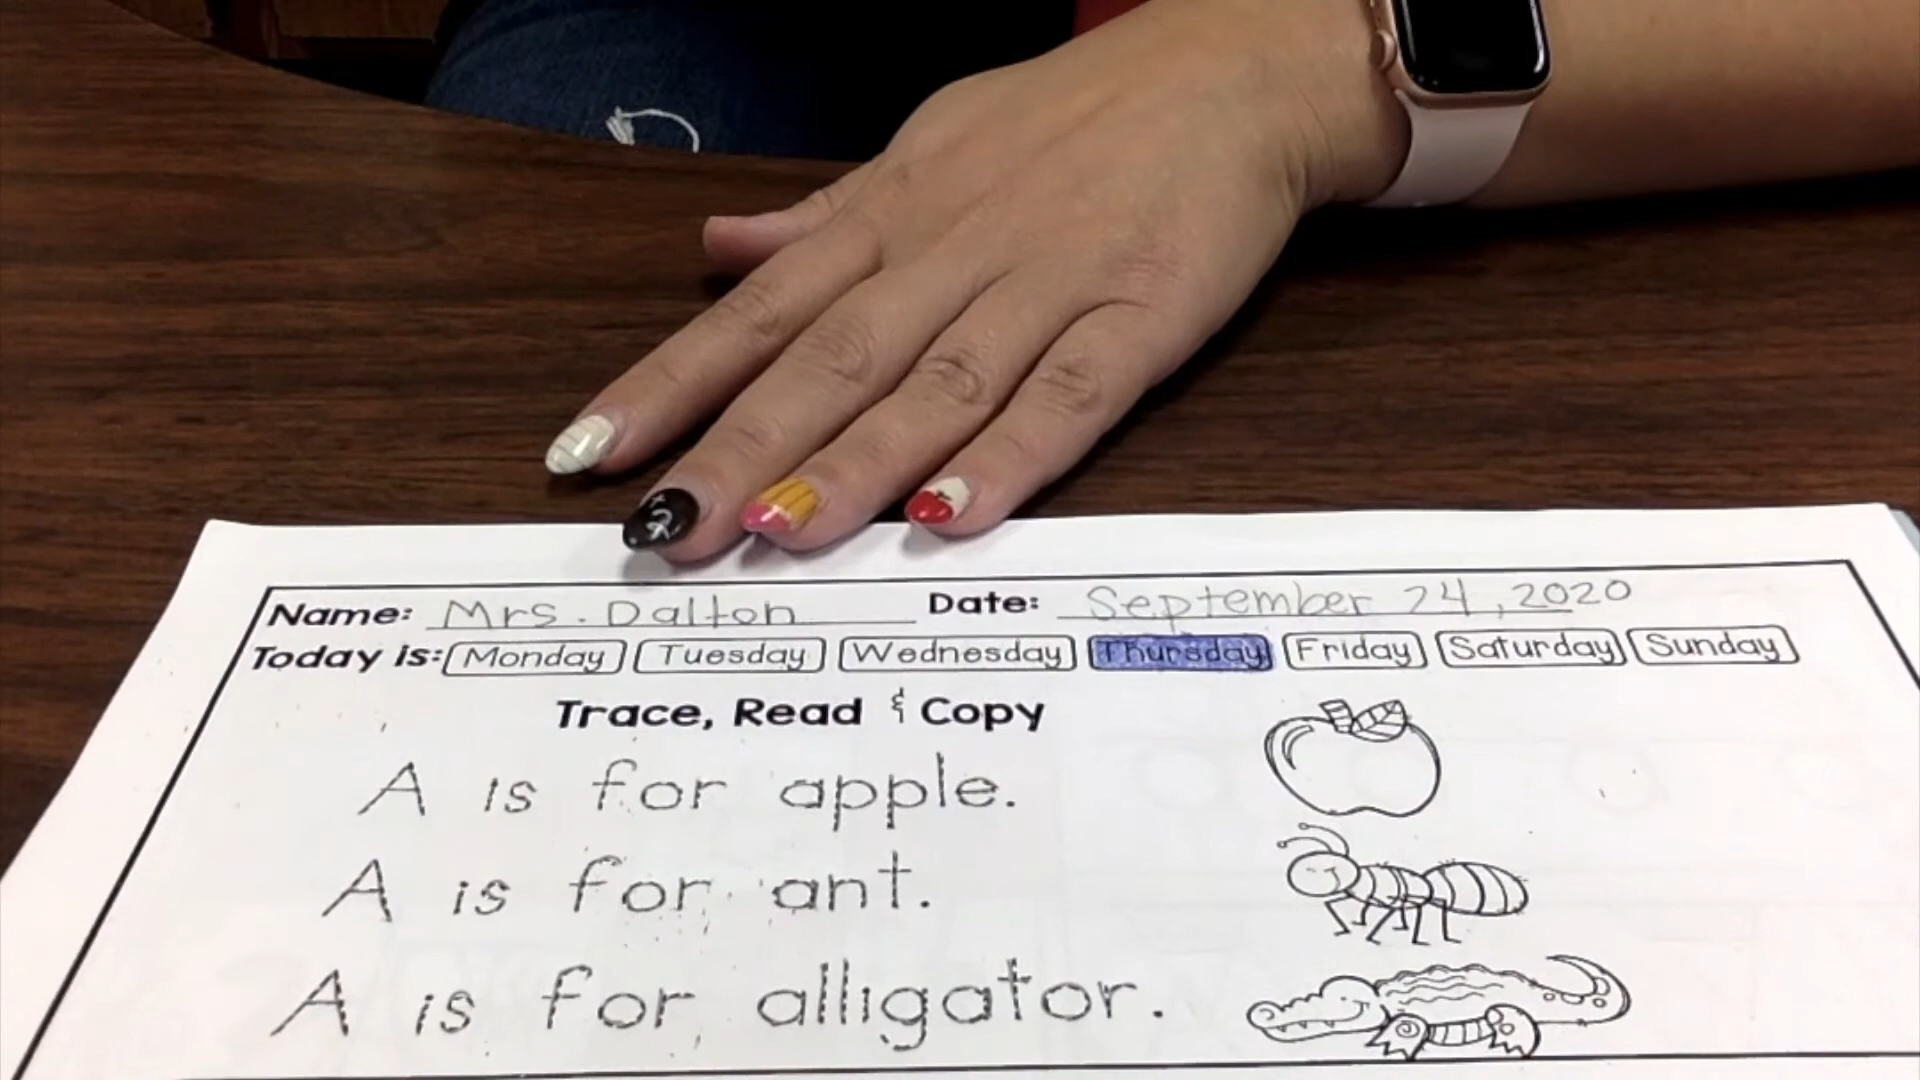 Name: Mrs. Dalton Date: September 24, 2020
Today is: Monday Tuesday Wednesday Thursday Friday Saturday Sunday
Trace, Read & Copy
A is for apple.
A is for ant.
A is for alligator.